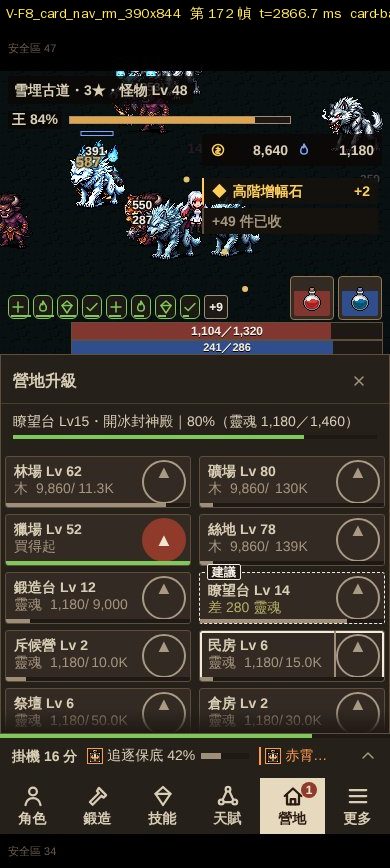 V-F8_card_nav_rm_390x844 第 172 幀 t=2866.7 ms card-ba
安全區 47
雪埋古道・3★・怪物 Lv 48
王 84%
8,640 1,180
391
587
◆ 高階增幅石 +2
550
287
+49 件已收
+9
1,104／1,320
241／286
營地升級 ×
瞭望台 Lv15・開冰封神殿｜80%（靈魂 1,180／1,460）
林場 Lv 62
木 9,860/ 11.3K
礦場 Lv 80
木 9,860/ 130K
獵場 Lv 52
買得起
絲地 Lv 78
木 9,860/ 139K
鍛造台 Lv 12
靈魂 1,180/ 9,000
建議
瞭望台 Lv 14
差 280 靈魂
斥候營 Lv 2
靈魂 1,180/ 10.0K
民房 Lv 6
靈魂 1,180/ 15.0K
祭壇 Lv 6
靈魂 1,180/ 50.0K
倉房 Lv 2
靈魂 1,180/ 30.0K
掛機 16 分 追逐保底 42% 赤霄…
角色 鍛造 技能 天賦 營地 1 更多
安全區 34